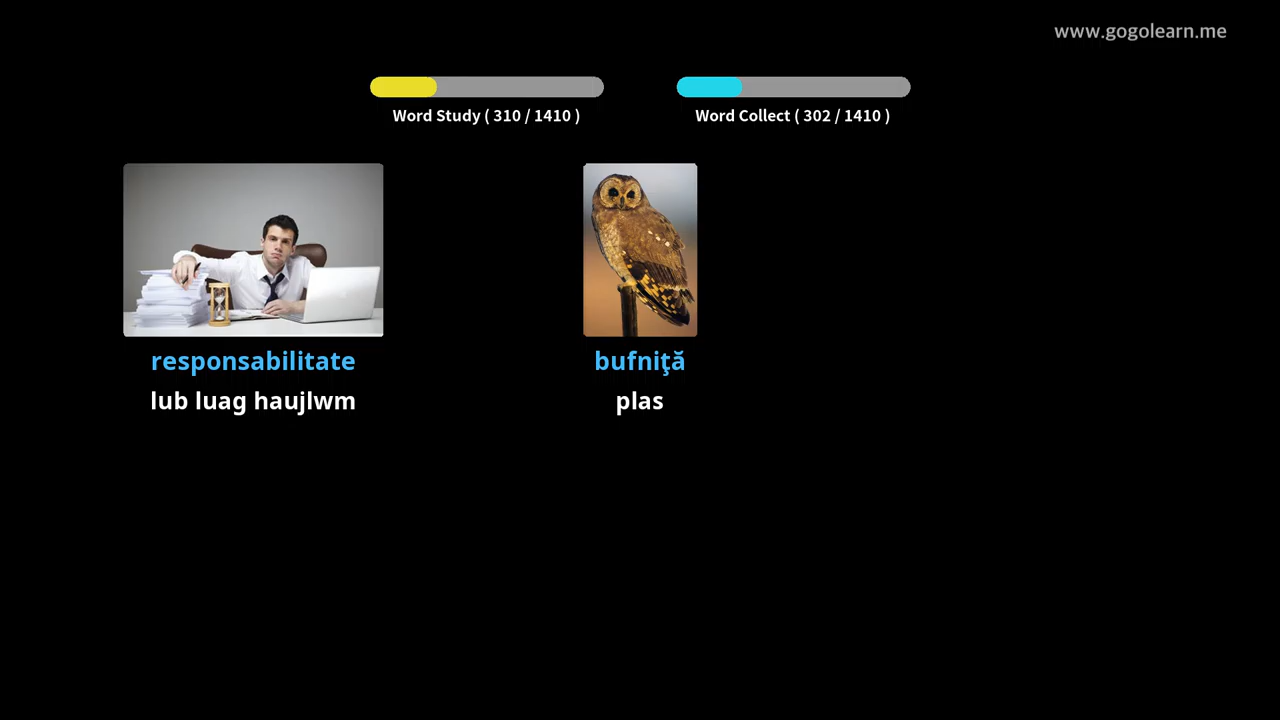 www.gogolearn.me
Word Study ( 310 / 1410 )
Word Collect ( 302 / 1410 )
responsabilitate
lub luag haujlwm
bufniţă
plas